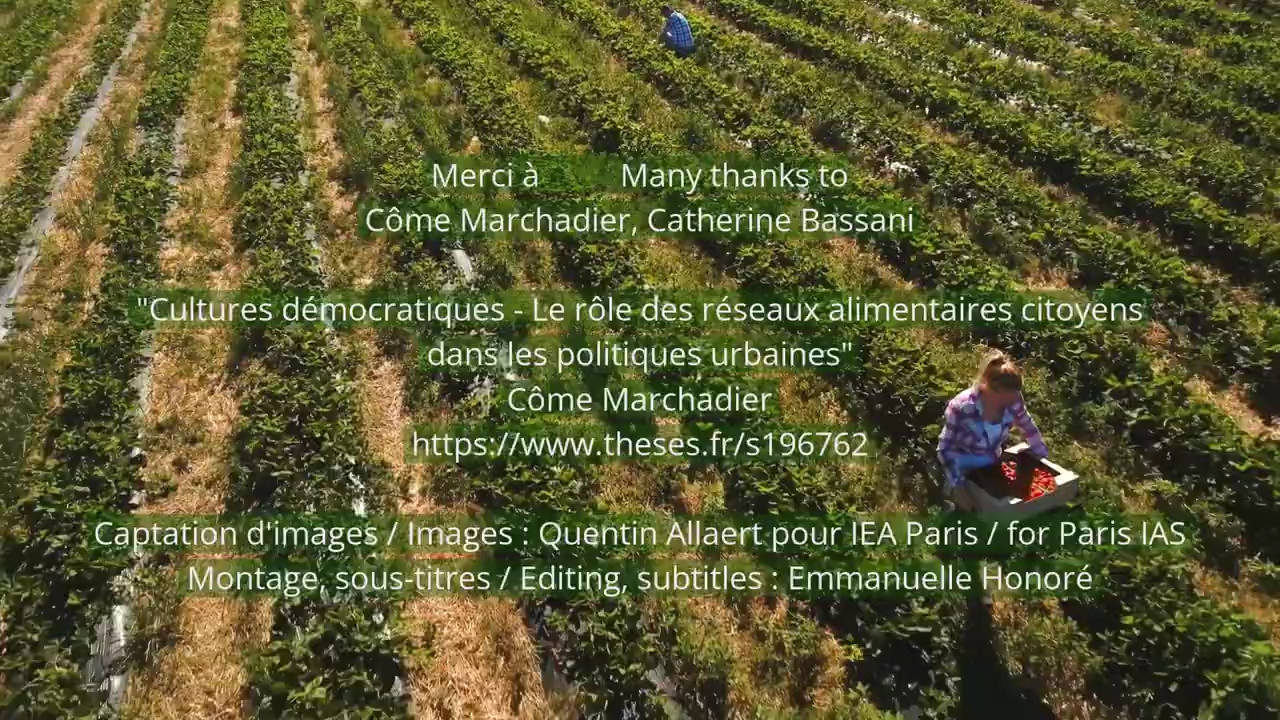 Merci à Many thanks to
Côme Marchadier, Catherine Bassani
"Cultures démocratiques - Le rôle des réseaux alimentaires citoyens
dans les politiques urbaines"
Côme Marchadier
https://www.theses.fr/s196762
Captation d'images / Images : Quentin Allaert pour IEA Paris / for Paris IAS
Montage, sous-titres / Editing, subtitles : Emmanuelle Honoré